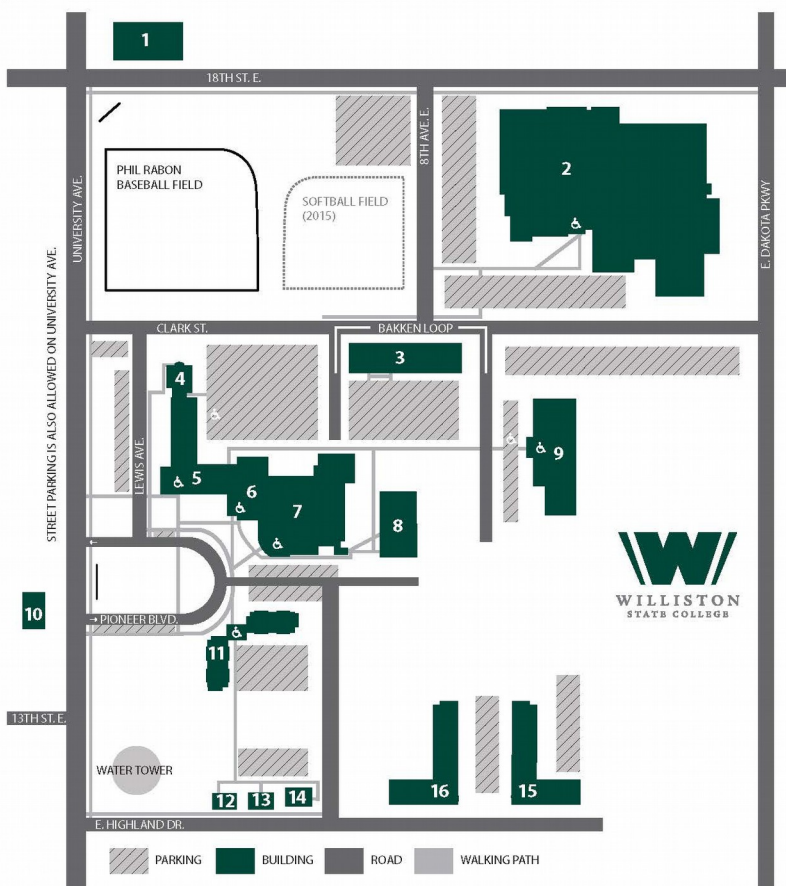 1
18TH ST. E.
8TH AVE. E.
2
PHIL RABON
BASEBALL FIELD
SOFTBALL FIELD
(2015)
UNIVERSITY AVE.
E. DAKOTA PKWY
STREET PARKING IS ALSO ALLOWED ON UNIVERSITY AVE.
CLARK ST.
BAKKEN LOOP
3
4
LEWIS AVE.
5
6
7
8
9
W
WILLISTON
STATE COLLEGE
10
→ PIONEER BLVD.
11
13TH ST. E.
WATER TOWER
12
13
14
16
15
E. HIGHLAND DR.
PARKING
BUILDING
ROAD
WALKING PATH